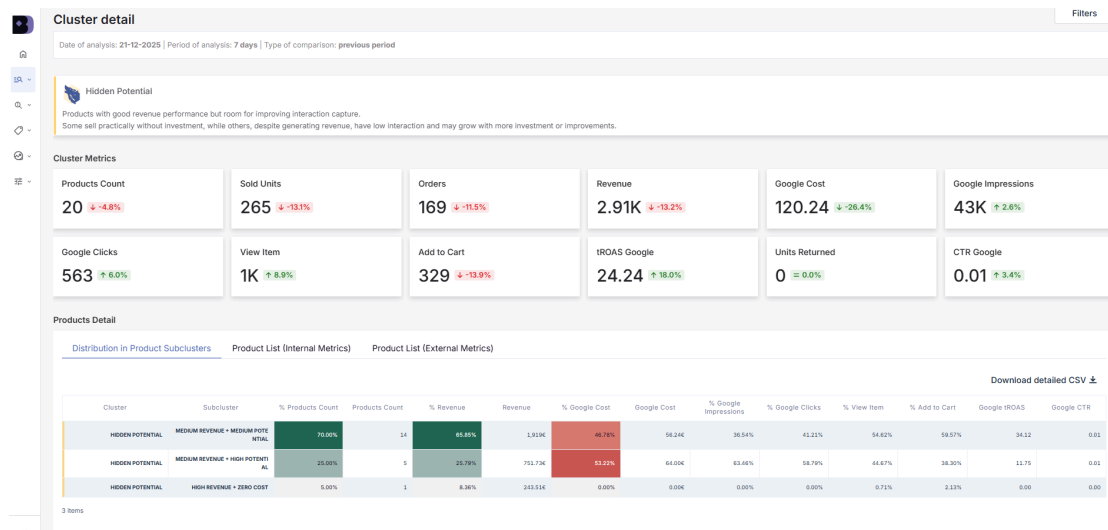 Cluster detail
Filters
Date of analysis: 21-12-2025 | Period of analysis: 7 days | Type of comparison: previous period
Hidden Potential
Products with good revenue performance but room for improving interaction capture.
Some sell practically without investment, while others, despite generating revenue, have low interaction and may grow with more investment or improvements.
Cluster Metrics
Products Count Sold Units Orders Revenue Google Cost Google Impressions
20 ↓ -4.8% 265 ↓ -13.1% 169 ↓ -11.5% 2.91K ↓ -13.2% 120.24 ↓ -26.4% 43K ↑ 2.6%
Google Clicks View Item Add to Cart tROAS Google Units Returned CTR Google
563 ↑ 6.0% 1K ↑ 8.9% 329 ↓ -13.9% 24.24 ↑ 18.0% 0 = 0.0% 0.01 ↑ 3.4%
Products Detail
Distribution in Product Subclusters Product List (Internal Metrics) Product List (External Metrics)
Download detailed CSV
Cluster Subcluster % Products Count Products Count % Revenue Revenue % Google Cost Google Cost % Google Impressions % Google Clicks % View Item % Add to Cart Google tROAS Google CTR
HIDDEN POTENTIAL MEDIUM REVENUE + MEDIUM POTE
NTIAL 70.00% 14 65.85% 1,919€ 46.78% 56.24€ 36.54% 41.21% 54.62% 59.57% 34.12 0.01
HIDDEN POTENTIAL MEDIUM REVENUE + HIGH POTENTI
AL 25.00% 5 25.79% 751.73€ 53.22% 64.00€ 63.46% 58.79% 44.67% 38.30% 11.75 0.01
HIDDEN POTENTIAL HIGH REVENUE + ZERO COST 5.00% 1 8.36% 243.51€ 0.00% 0.00€ 0.00% 0.00% 0.71% 2.13% 0.00 0.00
3 items